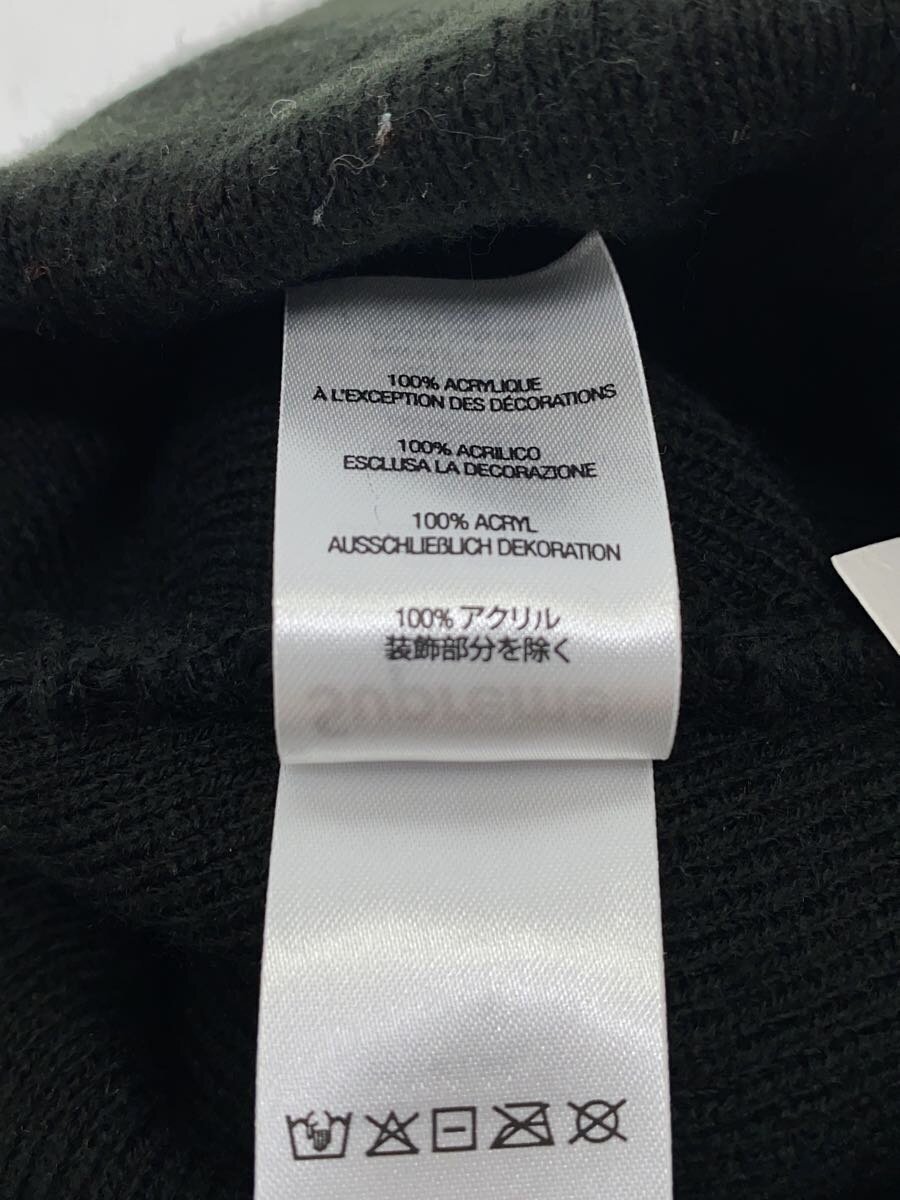 100% ACRYLIQUE
À L'EXCEPTION DES DÉCORATIONS
100% ACRILICO
ESCLUSA LA DECORAZIONE
100% ACRYL
AUSSCHLIEßLICH DEKORATION
100% アクリル
装飾部分を除く
Supreme